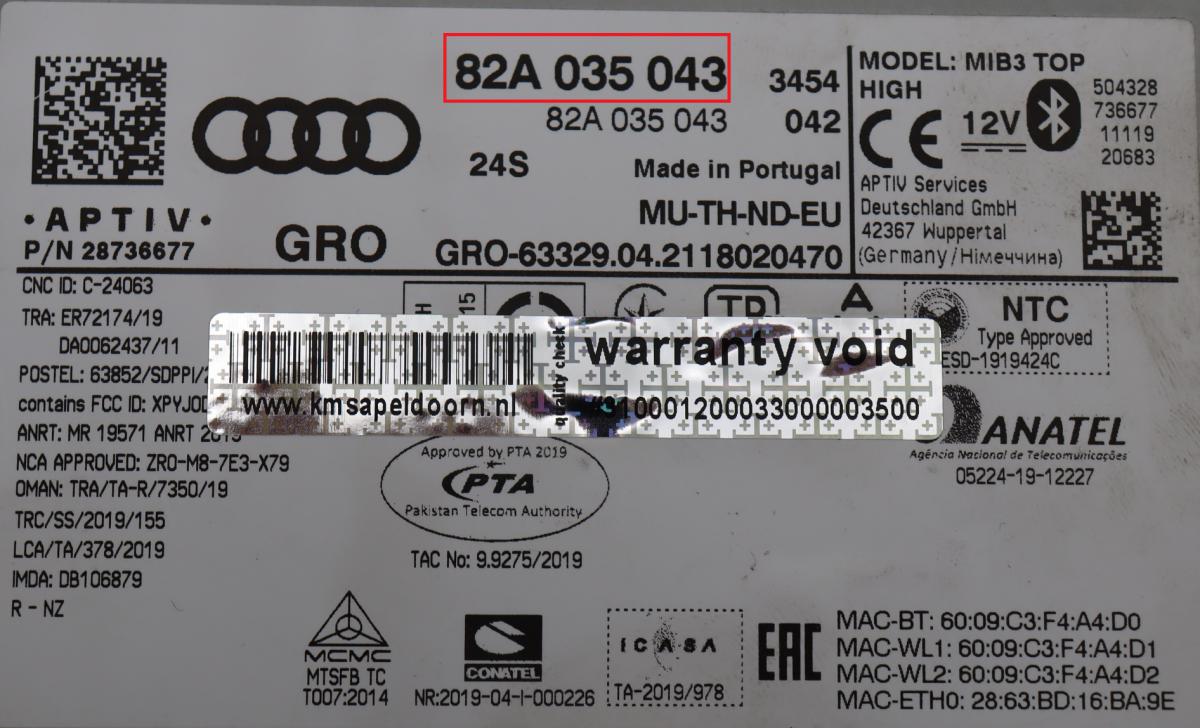 82A 035 043 3454
82A 035 043 042
24S Made in Portugal
MU-TH-ND-EU
·APTIV·
P/N 28736677
GRO GRO-63329.04.2118020470
MODEL: MIB3 TOP
HIGH
CE 12V
504328
736677
11119
20683
APTIV Services
Deutschland GmbH
42367 Wuppertal
(Germany/Німеччина)
CNC ID: C-24063
TRA: ER72174/19
DA0062437/11
POSTEL: 63852/SDPPI/
contains FCC ID:
ANRT: MR 19571 ANRT 2019
NCA APPROVED: ZRO-M8-7E3-X79
OMAN: TRA/TA-R/7350/19
TRC/SS/2019/155
LCA/TA/378/2019
IMDA: DB106879
R - NZ
15
NTC
Type Approved
ESD-1919424C
quality check
warranty void
www.kmsapeldoorn.nl
10001200033000003500
ANATEL
Agência Nacional de Telecomunicações
05224-19-12227
Approved by PTA 2019
PTA
Pakistan Telecom Authority
TAC No: 9.9275/2019
MCMC
MTSFB TC
T007:2014
CONATEL
NR:2019-04-I-000226
ICASA
TA-2019/978
EAC
MAC-BT: 60:09:C3:F4:A4:D0
MAC-WL1: 60:09:C3:F4:A4:D1
MAC-WL2: 60:09:C3:F4:A4:D2
MAC-ETH0: 28:63:BD:16:BA:9E